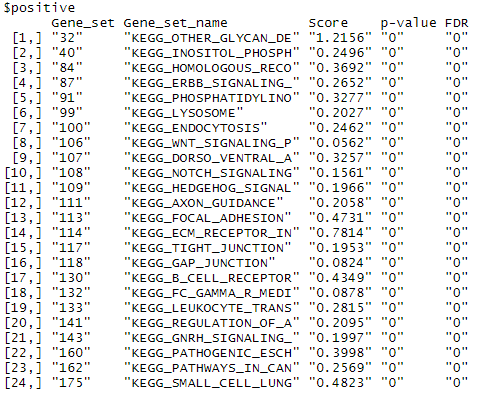 $positive
Gene_set Gene_set_name Score p-value FDR
[1,] "32" "KEGG_OTHER_GLYCAN_DE" "1.2156" "0" "0"
[2,] "40" "KEGG_INOSITOL_PHOSPH" "0.2496" "0" "0"
[3,] "84" "KEGG_HOMOLOGOUS_RECO" "0.3692" "0" "0"
[4,] "87" "KEGG_ERBB_SIGNALING_" "0.2652" "0" "0"
[5,] "91" "KEGG_PHOSPHATIDYLINO" "0.3277" "0" "0"
[6,] "99" "KEGG_LYSOSOME" "0.2027" "0" "0"
[7,] "100" "KEGG_ENDOCYTOSIS" "0.2462" "0" "0"
[8,] "106" "KEGG_WNT_SIGNALING_P" "0.0562" "0" "0"
[9,] "107" "KEGG_DORSO_VENTRAL_A" "0.3257" "0" "0"
[10,] "108" "KEGG_NOTCH_SIGNALING" "0.1561" "0" "0"
[11,] "109" "KEGG_HEDGEHOG_SIGNAL" "0.1966" "0" "0"
[12,] "111" "KEGG_AXON_GUIDANCE" "0.2058" "0" "0"
[13,] "113" "KEGG_FOCAL_ADHESION" "0.4731" "0" "0"
[14,] "114" "KEGG_ECM_RECEPTOR_IN" "0.7814" "0" "0"
[15,] "117" "KEGG_TIGHT_JUNCTION" "0.1953" "0" "0"
[16,] "118" "KEGG_GAP_JUNCTION" "0.0824" "0" "0"
[17,] "130" "KEGG_B_CELL_RECEPTOR" "0.4349" "0" "0"
[18,] "132" "KEGG_FC_GAMMA_R_MEDI" "0.0878" "0" "0"
[19,] "133" "KEGG_LEUKOCYTE_TRANS" "0.2815" "0" "0"
[20,] "141" "KEGG_REGULATION_OF_A" "0.2095" "0" "0"
[21,] "143" "KEGG_GNRH_SIGNALING_" "0.1997" "0" "0"
[22,] "160" "KEGG_PATHOGENIC_ESCH" "0.3998" "0" "0"
[23,] "162" "KEGG_PATHWAYS_IN_CAN" "0.2569" "0" "0"
[24,] "175" "KEGG_SMALL_CELL_LUNG" "0.4823" "0" "0"